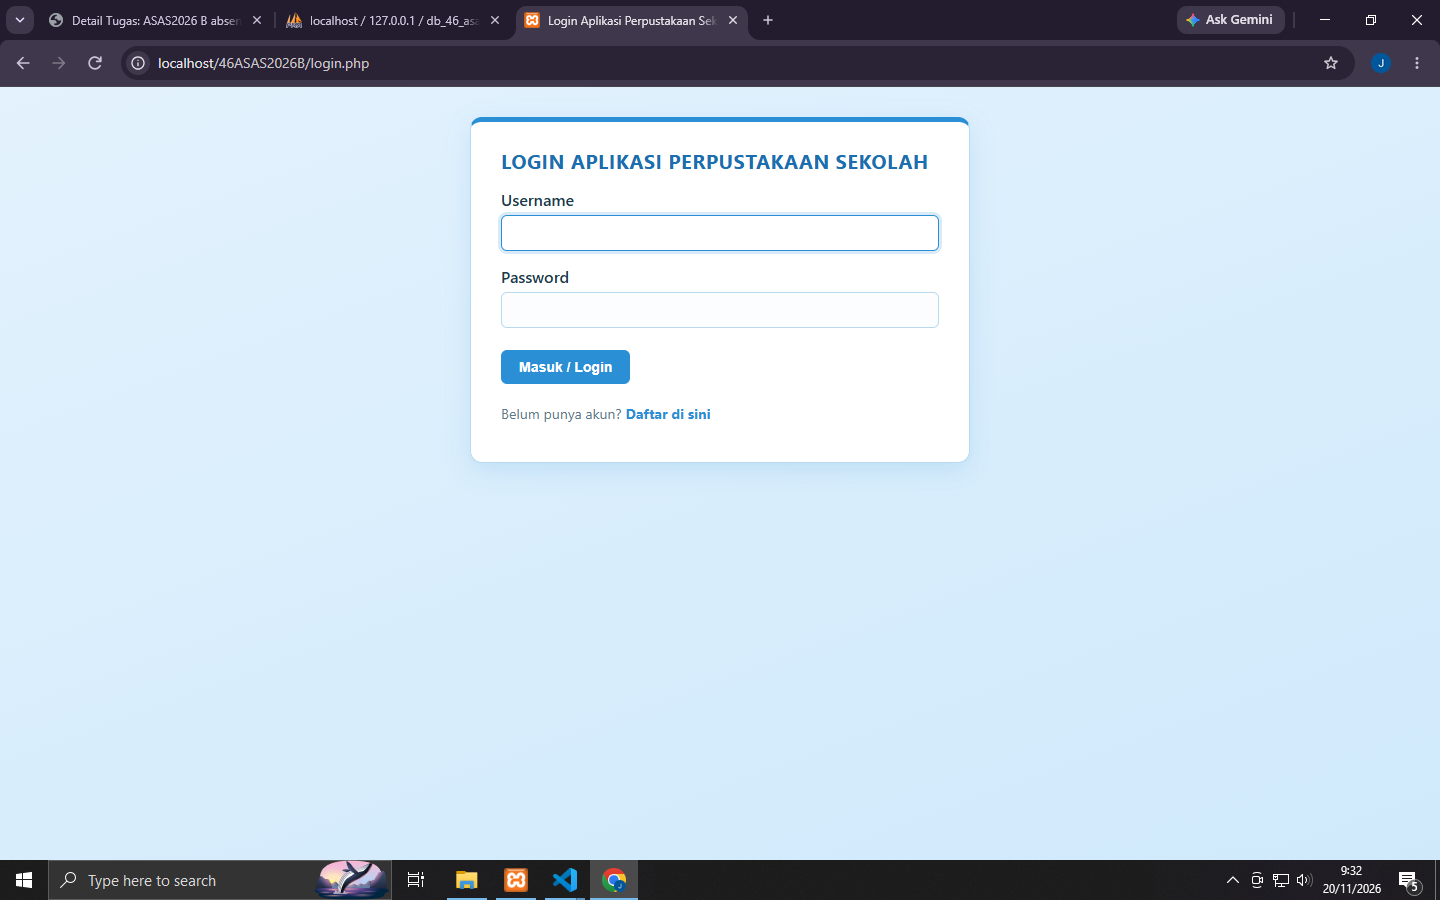 Detail Tugas: ASAS2026 B absen
localhost / 127.0.0.1 / db_46_asa
Login Aplikasi Perpustakaan Sek
Ask Gemini
localhost/46ASAS2026B/login.php
J
LOGIN APLIKASI PERPUSTAKAAN SEKOLAH
Username
Password
Masuk / Login
Belum punya akun? Daftar di sini
Type here to search
9:32
20/11/2026
5